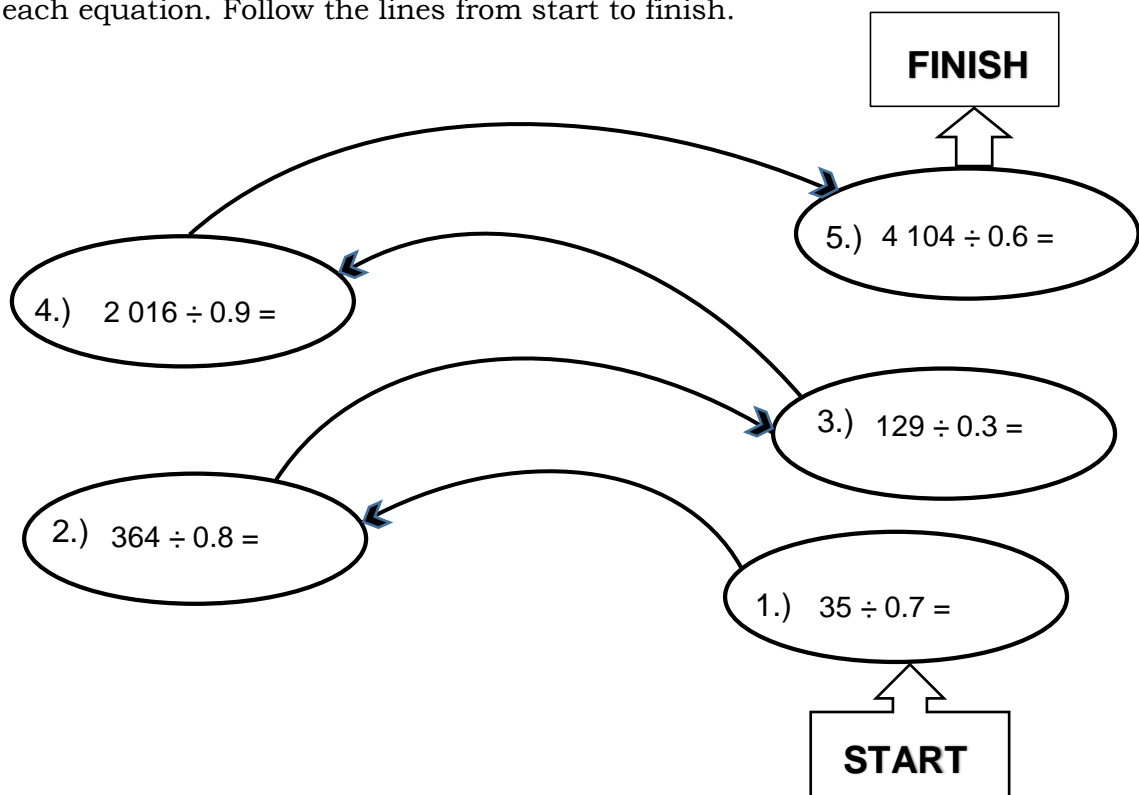 each equation. Follow the lines from start to finish.
FINISH
5.) 4 104 ÷ 0.6 =
4.) 2 016 ÷ 0.9 =
3.) 129 ÷ 0.3 =
2.) 364 ÷ 0.8 =
1.) 35 ÷ 0.7 =
START